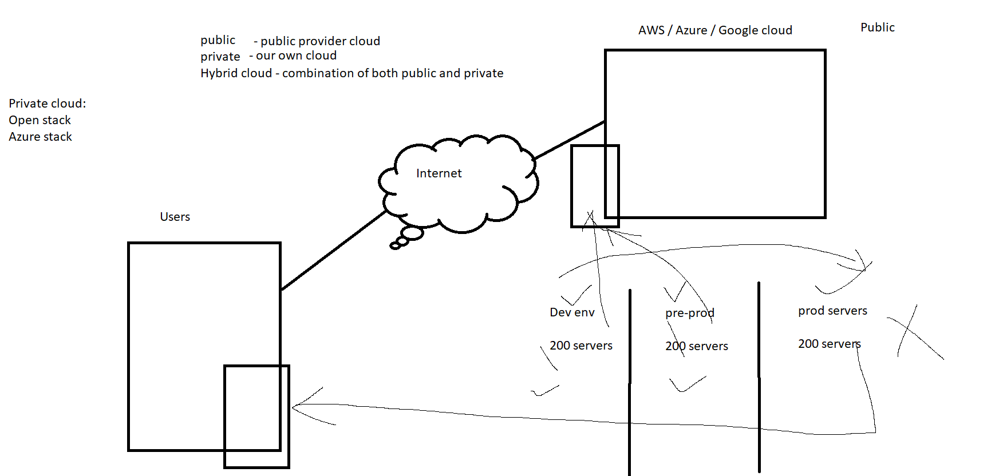 AWS / Azure / Google cloud
Public
public - public provider cloud
private - our own cloud
Hybrid cloud - combination of both public and private
Private cloud:
Open stack
Azure stack
Internet
Users
Dev env
200 servers
pre-prod
200 servers
prod servers
200 servers